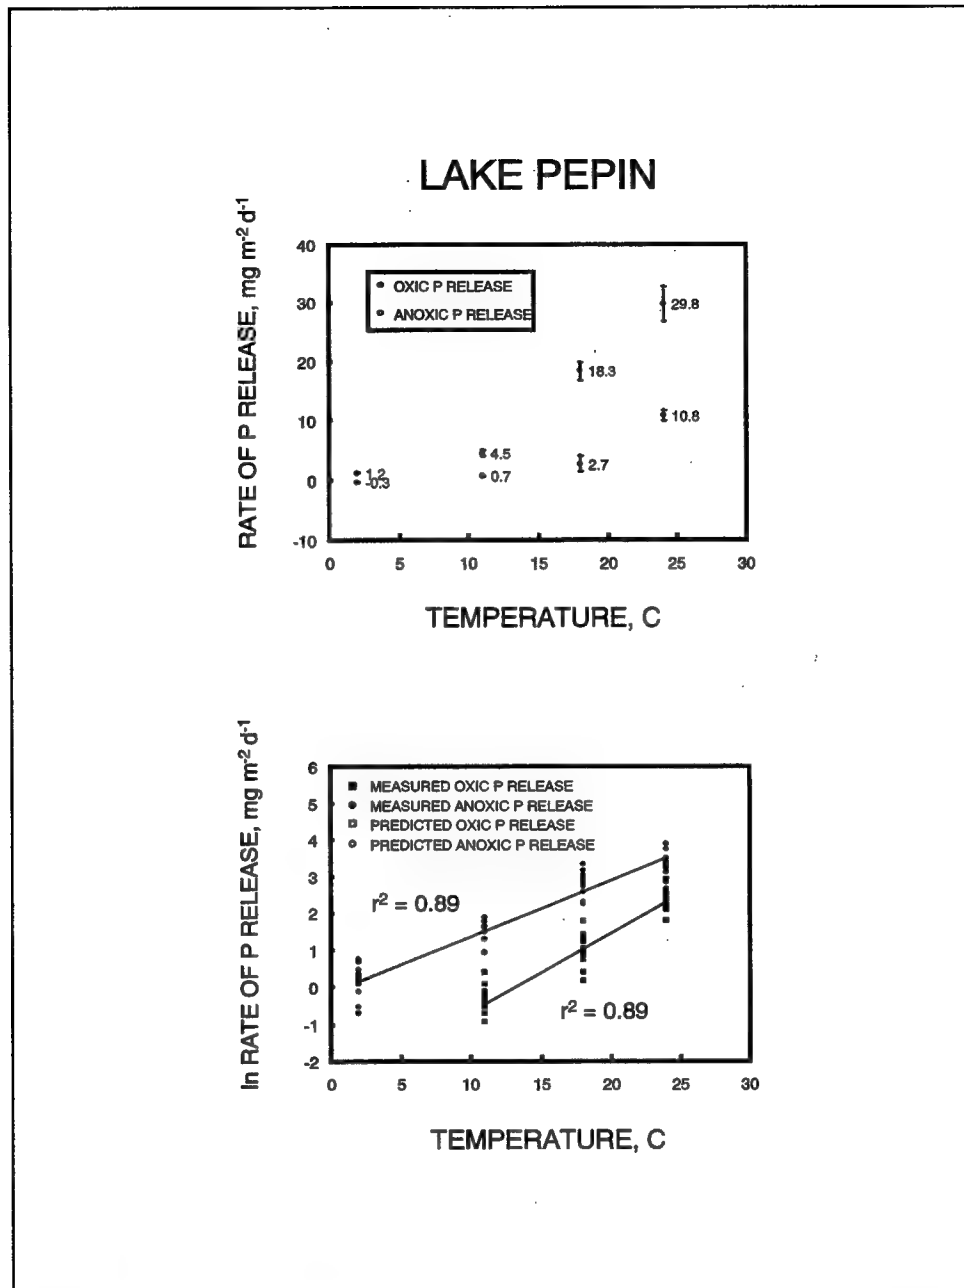 LAKE PEPIN
RATE OF P RELEASE, mg m-2 d-1
40
30
20
10
0
-10
OXIC P RELEASE
ANOXIC P RELEASE
29.8
18.3
10.8
4.5
2.7
1.2
0.7
-0.3
0 5 10 15 20 25 30
TEMPERATURE, C
ln RATE OF P RELEASE, mg m-2 d-1
6
5
4
3
2
1
0
-1
-2
MEASURED OXIC P RELEASE
MEASURED ANOXIC P RELEASE
PREDICTED OXIC P RELEASE
PREDICTED ANOXIC P RELEASE
r2 = 0.89
r2 = 0.89
0 5 10 15 20 25 30
TEMPERATURE, C